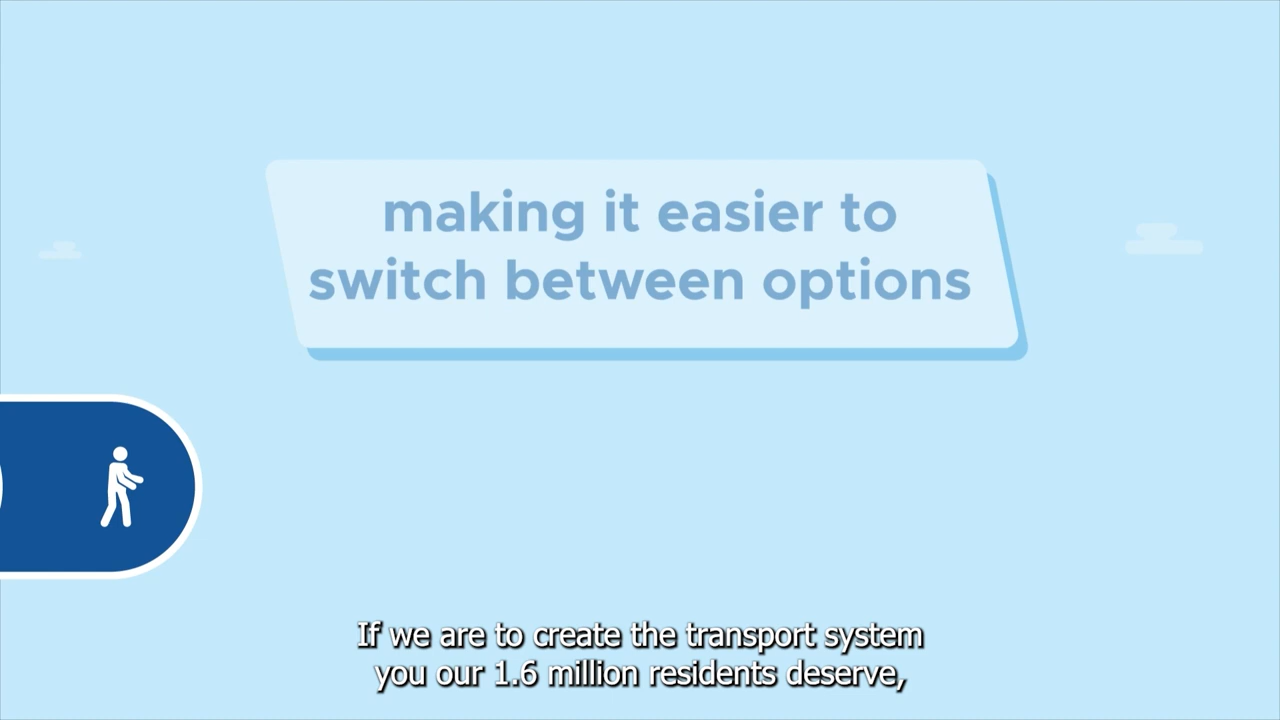 making it easier to
switch between options
If we are to create the transport system
you our 1.6 million residents deserve,